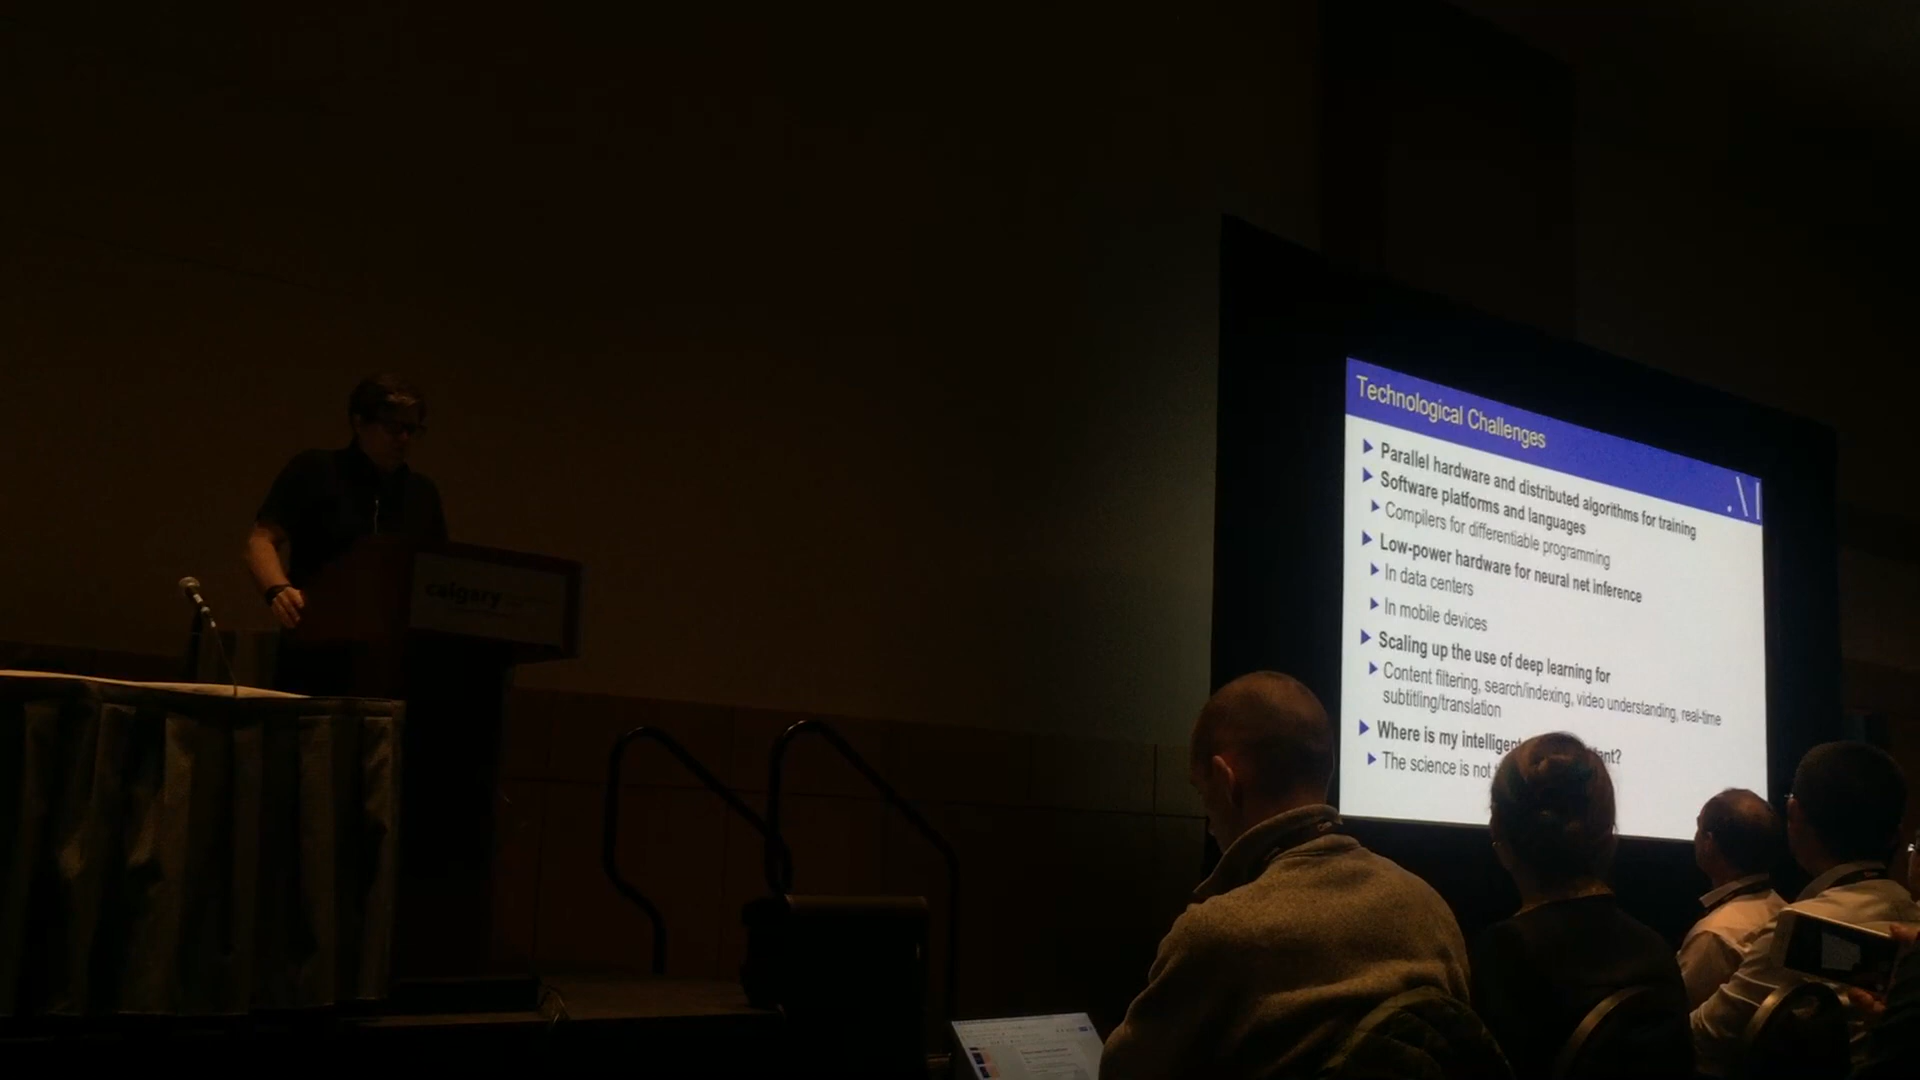 Technological Challenges
Parallel hardware and distributed algorithms for training
Software platforms and languages
Compilers for differentiable programming
Low-power hardware for neural net inference
In data centers
In mobile devices
Scaling up the use of deep learning for
Content filtering, search/indexing, video understanding, real-time
subtitling/translation
Where is my intelligent
The science is not
calgary